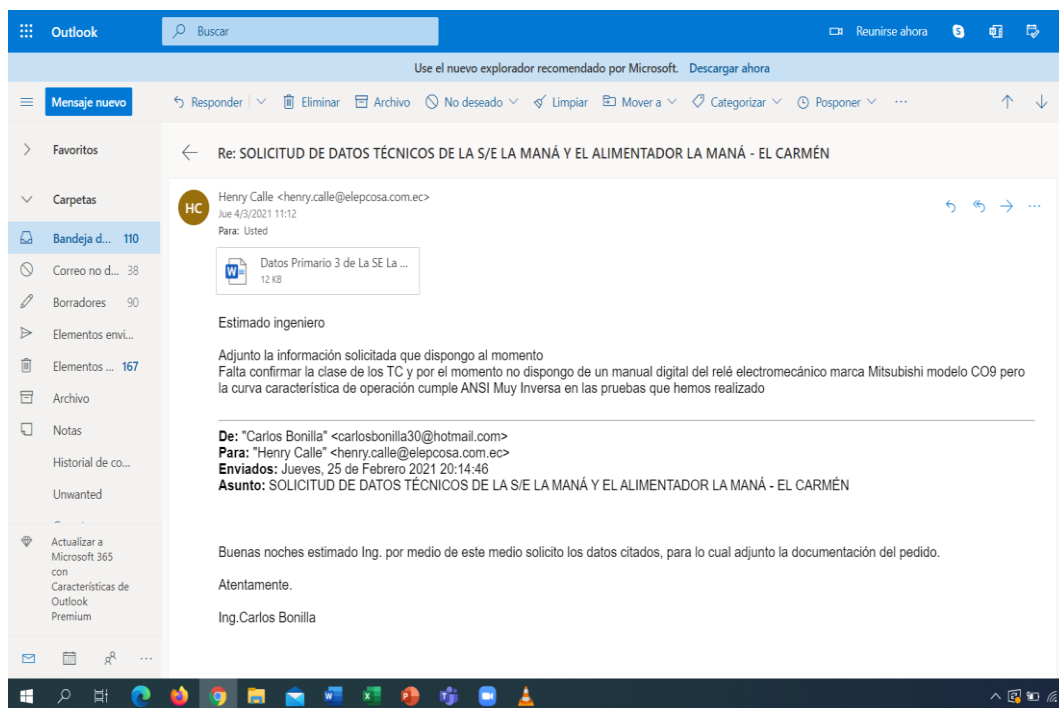 Outlook
Buscar
Reunirse ahora
Use el nuevo explorador recomendado por Microsoft. Descargar ahora
Mensaje nuevo
Responder
Eliminar
Archivo
No deseado
Limpiar
Mover a
Categorizar
Posponer
Favoritos
Carpetas
Bandeja d... 110
Correo no d... 38
Borradores 90
Elementos envi...
Elementos ... 167
Archivo
Notas
Historial de co...
Unwanted
Actualizar a
Microsoft 365
con
Características de
Outlook
Premium
Re: SOLICITUD DE DATOS TÉCNICOS DE LA S/E LA MANÁ Y EL ALIMENTADOR LA MANÁ - EL CARMÉN
HC
Henry Calle <henry.calle@elepcosa.com.ec>
Jue 4/3/2021 11:12
Para: Usted
Datos Primario 3 de La SE La ...
12 KB
Estimado ingeniero
Adjunto la información solicitada que dispongo al momento
Falta confirmar la clase de los TC y por el momento no dispongo de un manual digital del relé electromecánico marca Mitsubishi modelo CO9 pero
la curva característica de operación cumple ANSI Muy Inversa en las pruebas que hemos realizado
De: "Carlos Bonilla" <carlosbonilla30@hotmail.com>
Para: "Henry Calle" <henry.calle@elepcosa.com.ec>
Enviados: Jueves, 25 de Febrero 2021 20:14:46
Asunto: SOLICITUD DE DATOS TÉCNICOS DE LA S/E LA MANÁ Y EL ALIMENTADOR LA MANÁ - EL CARMÉN
Buenas noches estimado Ing. por medio de este medio solicito los datos citados, para lo cual adjunto la documentación del pedido.
Atentamente.
Ing.Carlos Bonilla